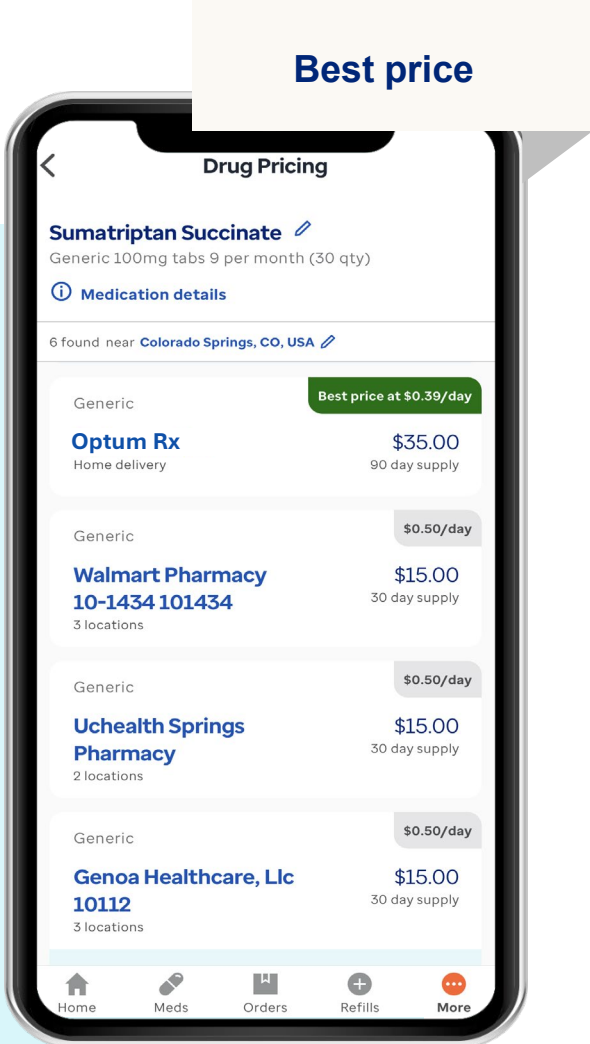 Best price
Drug Pricing
Sumatriptan Succinate
Generic 100mg tabs 9 per month (30 qty)
Medication details
6 found near Colorado Springs, CO, USA
Best price at $0.39/day
Generic
Optum Rx $35.00
Home delivery 90 day supply
$0.50/day
Generic
Walmart Pharmacy $15.00
10-1434 101434 30 day supply
3 locations
$0.50/day
Generic
Uchealth Springs $15.00
Pharmacy 30 day supply
2 locations
$0.50/day
Generic
Genoa Healthcare, Llc $15.00
10112 30 day supply
3 locations
Home Meds Orders Refills More